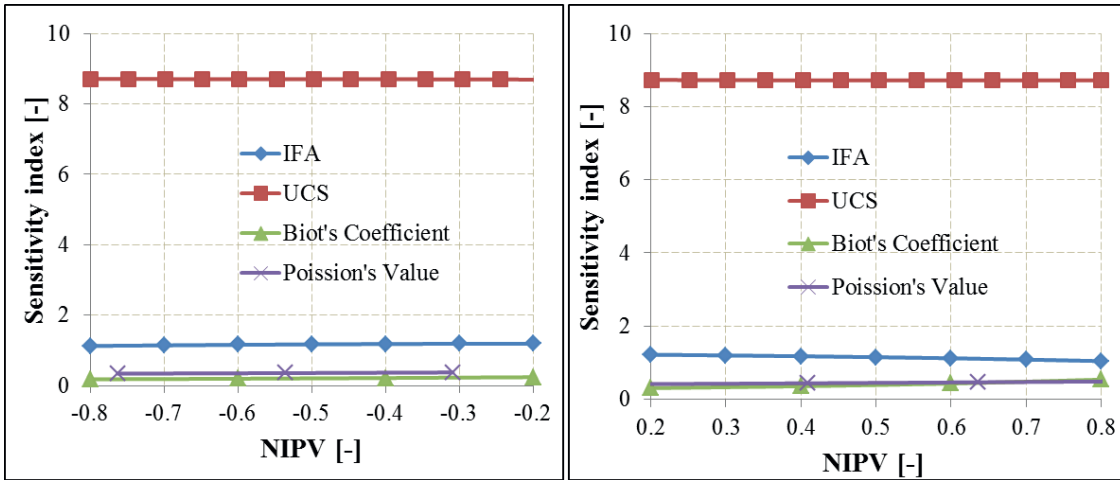 10
8
6
4
2
0
Sensitivity index [-]
IFA
UCS
Biot's Coefficient
Poission's Value
-0.8 -0.7 -0.6 -0.5 -0.4 -0.3 -0.2
NIPV [-]
10
8
6
4
2
0
Sensitivity index [-]
IFA
UCS
Biot's Coefficient
Poission's Value
0.2 0.3 0.4 0.5 0.6 0.7 0.8
NIPV [-]